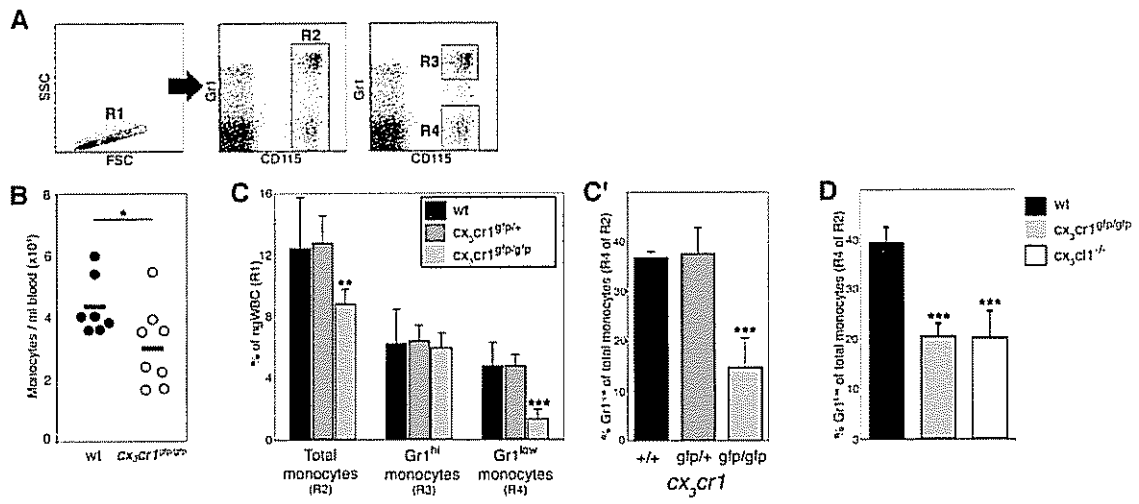 A
SSC
R1
FSC
Gr1
R2
CD115
Gr1
R3
R4
CD115
B
Monocytes / ml blood (x10⁵)
8
6
4
2
0
*
wt
cx₃cr1ᵍᶠᵖ/ᵍᶠᵖ
C
% of ngWBC (R1)
16
12
8
4
0
wt
cx₃cr1ᵍᶠᵖ/⁺
cx₃cr1ᵍᶠᵖ/ᵍᶠᵖ
**
***
Total
monocytes
(R2)
Gr1ʰⁱ
monocytes
(R3)
Gr1ˡᵒʷ
monocytes
(R4)
C'
% Gr1ˡᵒʷ of total monocytes (R4 of R2)
40
30
20
10
0
***
+/+
gfp/+
gfp/gfp
cx₃cr1
D
% Gr1ˡᵒʷ of total monocytes (R4 of R2)
40
30
20
10
***
***
wt
cx₃cr1ᵍᶠᵖ/ᵍᶠᵖ
cx₃cl1⁻/⁻